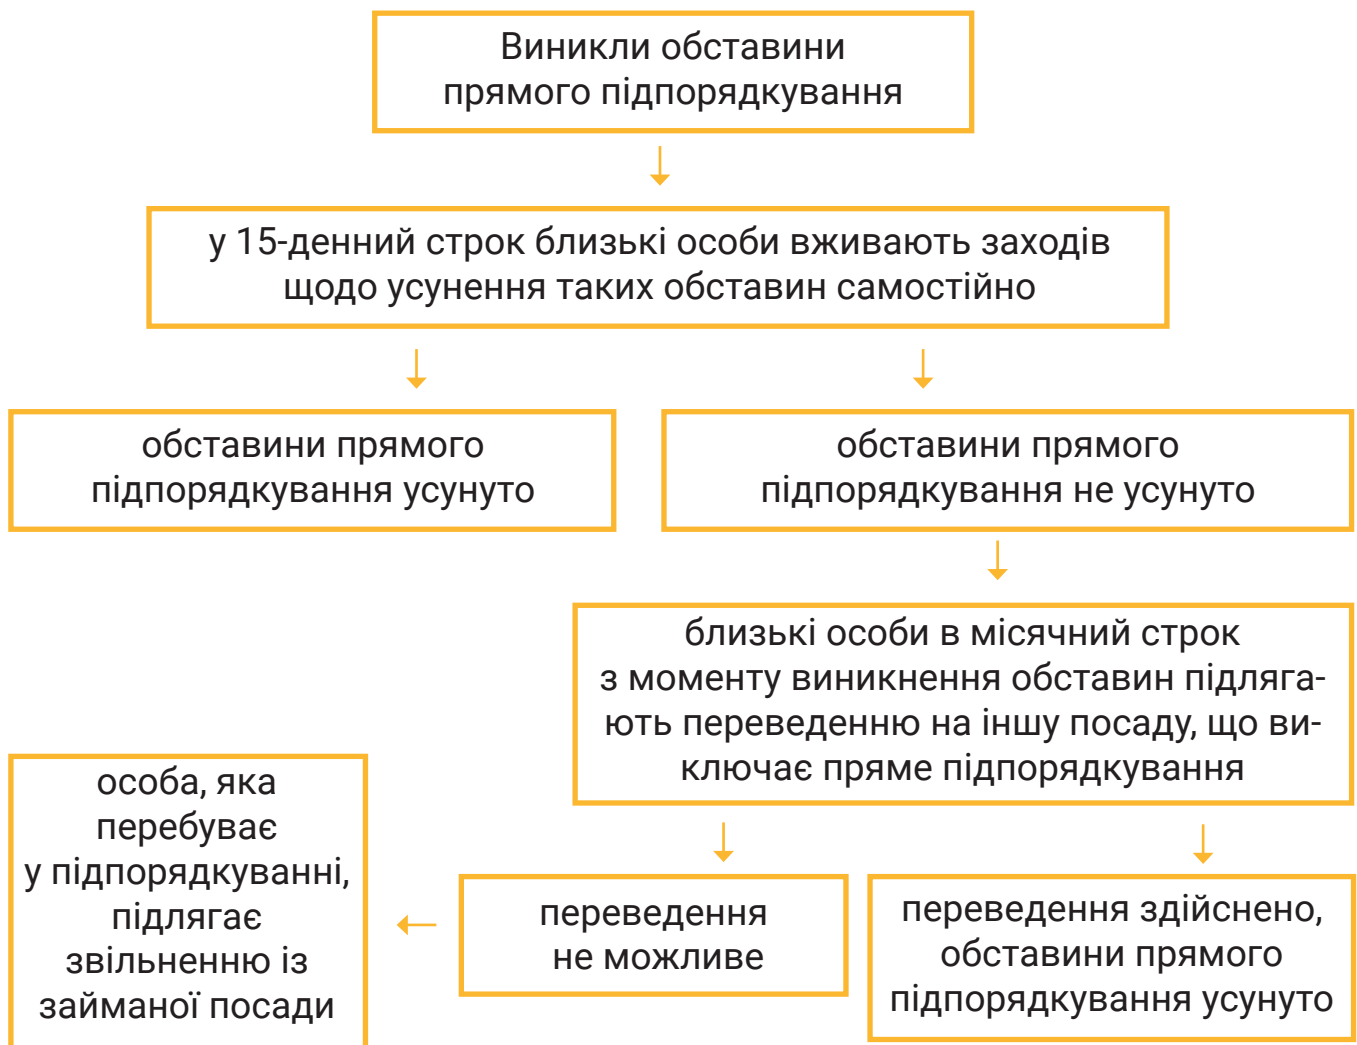 Виникли обставини
прямого підпорядкування
у 15-денний строк близькі особи вживають заходів
щодо усунення таких обставин самостійно
обставини прямого
підпорядкування усунуто
обставини прямого
підпорядкування не усунуто
близькі особи в місячний строк
з моменту виникнення обставин підляга-
ють переведенню на іншу посаду, що ви-
ключає пряме підпорядкування
особа, яка
перебуває
у підпорядкуванні,
підлягає
звільненню із
займаної посади
переведення
не можливе
переведення здійснено,
обставини прямого
підпорядкування усунуто